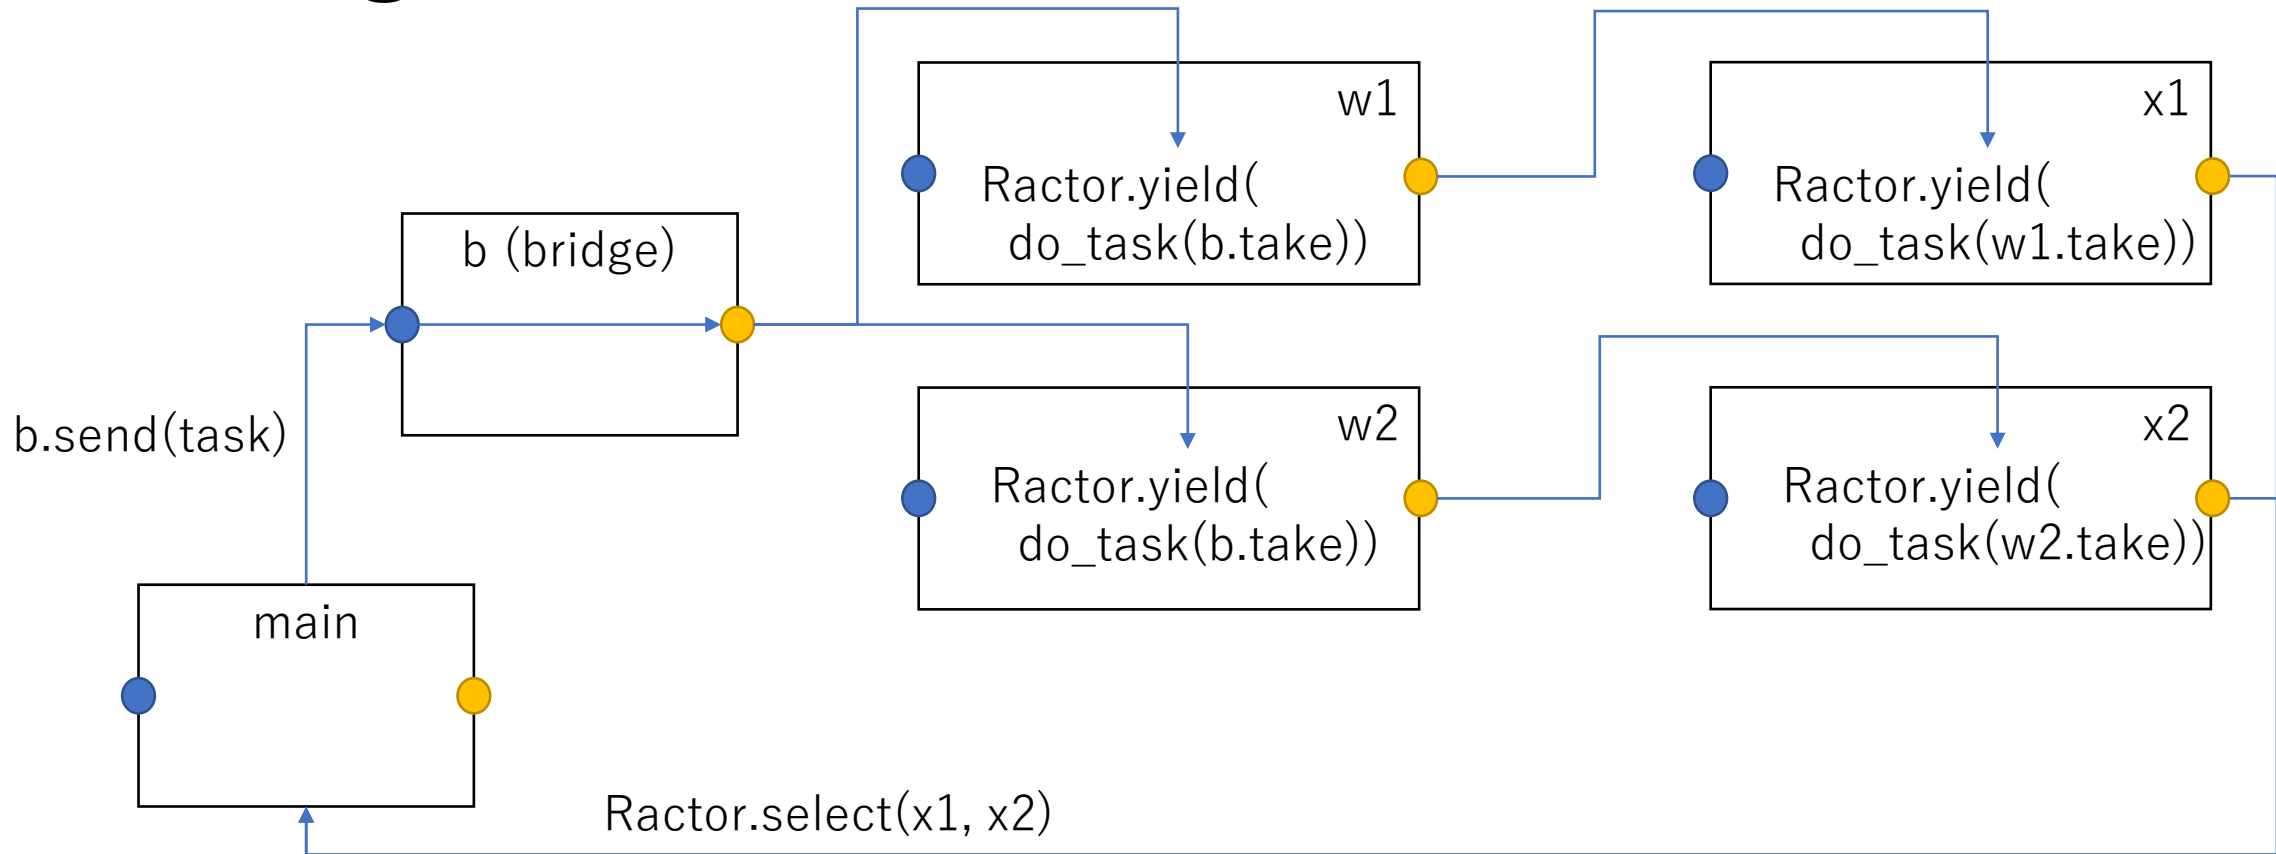 w1
Ractor.yield(
do_task(b.take))
x1
Ractor.yield(
do_task(w1.take))
b (bridge)
b.send(task)
w2
Ractor.yield(
do_task(b.take))
x2
Ractor.yield(
do_task(w2.take))
main
Ractor.select(x1, x2)